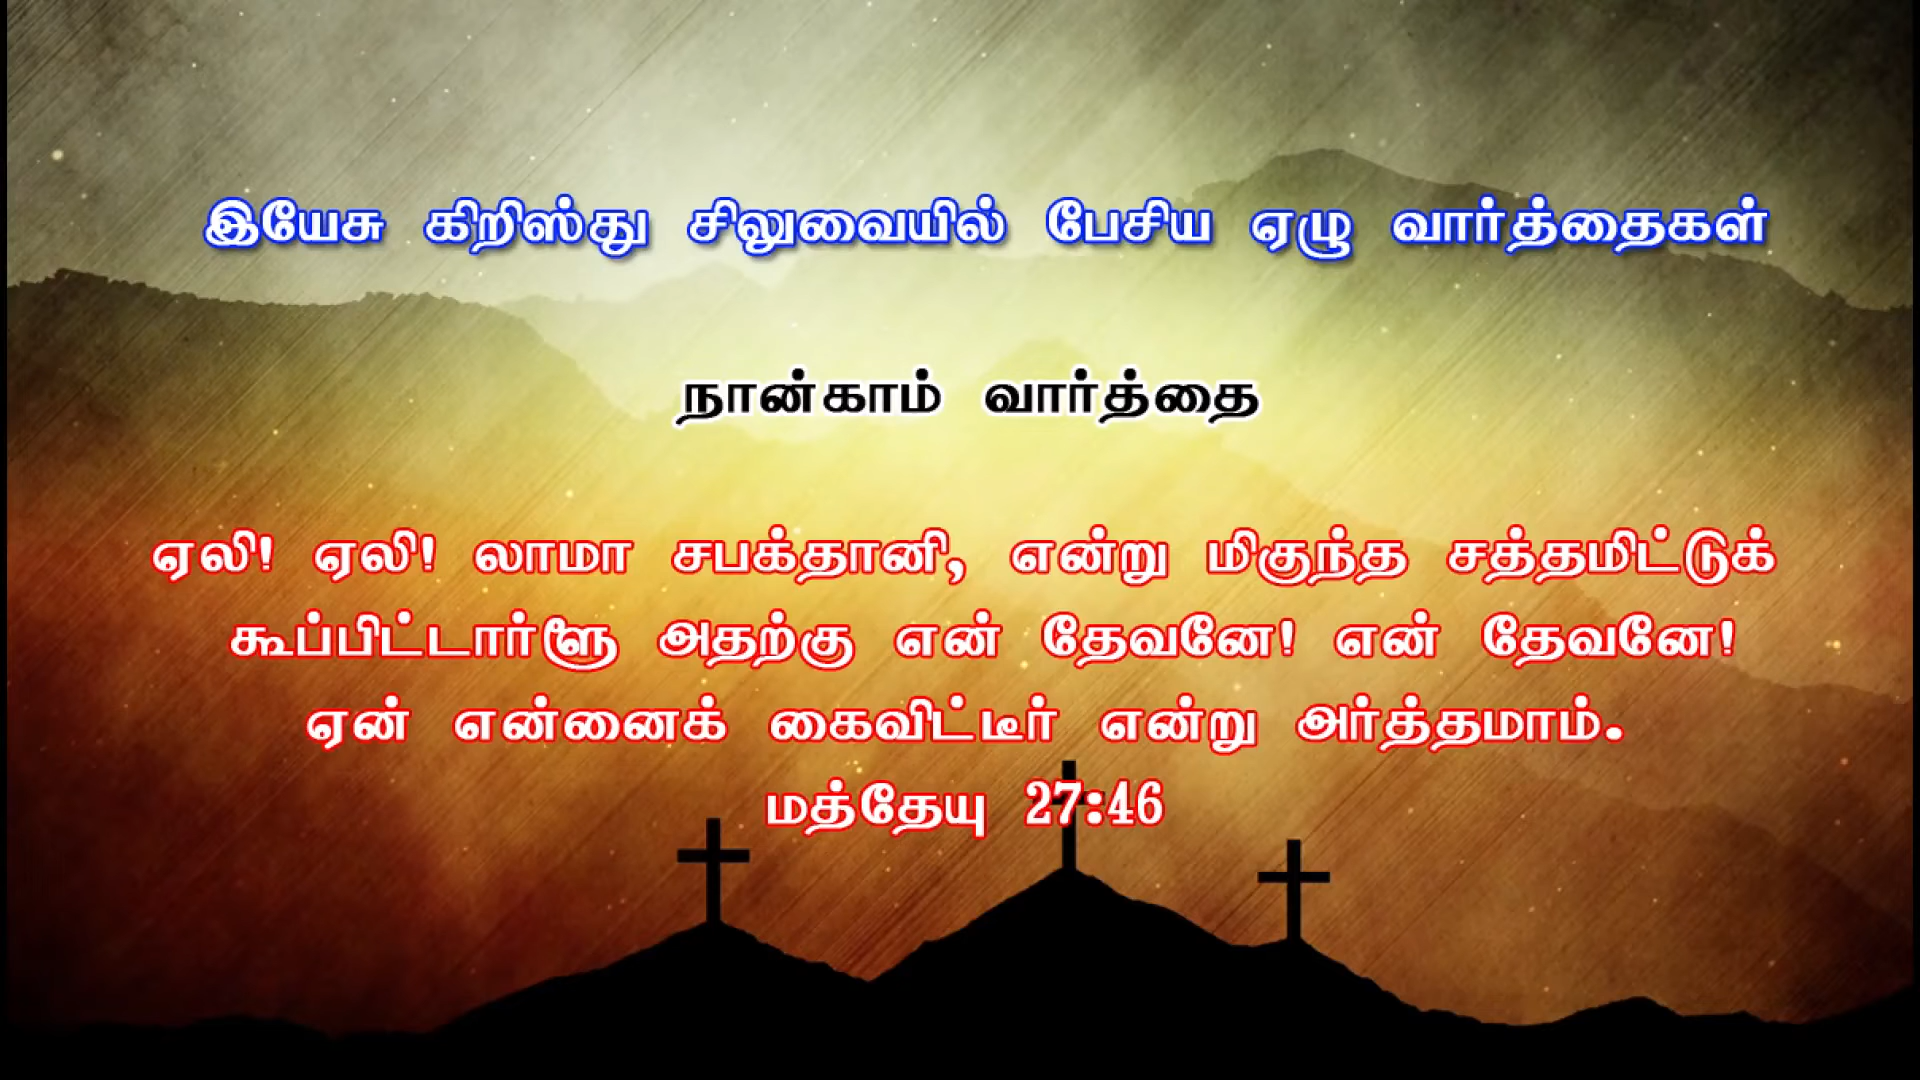 இயேசு கிறிஸ்து சிலுவையில் பேசிய ஏழு வார்த்தைகள்
நான்காம் வார்த்தை
ஏலி! ஏலி! லாமா சபக்தானி, என்று மிகுந்த சத்தமிட்டுக்
கூப்பிட்டார்ளூ அதற்கு என் தேவனே! என் தேவனே!
ஏன் என்னைக் கைவிட்டீர் என்று அர்த்தமாம்.
மத்தேயு 27:46